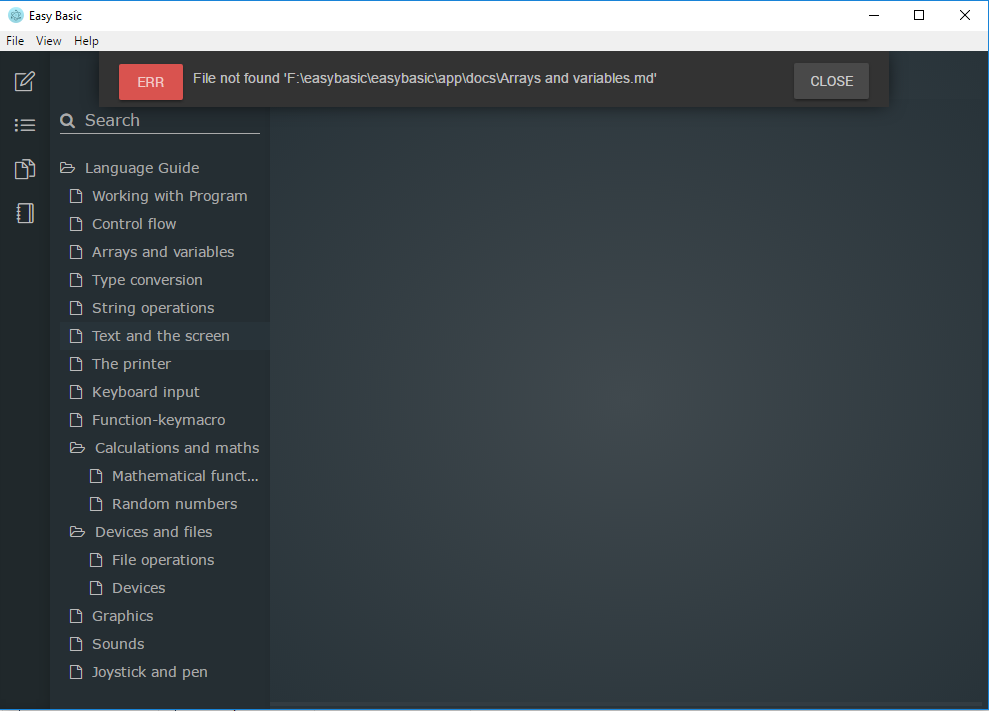 Easy Basic
File View Help
ERR File not found 'F:\easybasic\easybasic\app\docs\Arrays and variables.md' CLOSE
Search
Language Guide
Working with Program
Control flow
Arrays and variables
Type conversion
String operations
Text and the screen
The printer
Keyboard input
Function-keymacro
Calculations and maths
Mathematical funct...
Random numbers
Devices and files
File operations
Devices
Graphics
Sounds
Joystick and pen